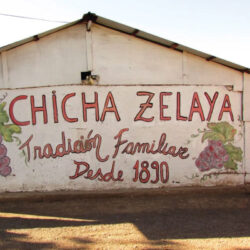 CHICHA ZELAYA
Tradición Familiar
Desde 1890